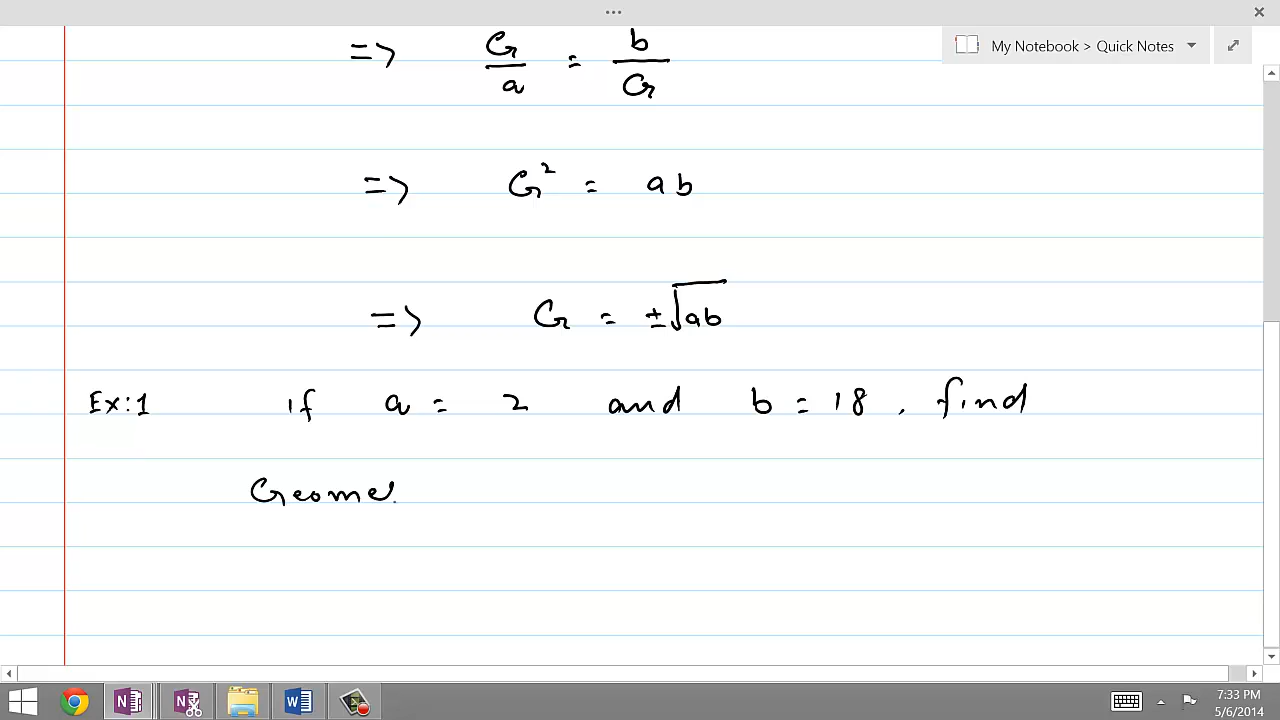 ...
My Notebook > Quick Notes
=> G/a = b/G
=> G² = ab
=> G = ±√ab
Ex:1 if a = 2 and b = 18, find
Geome
7:33 PM
5/6/2014